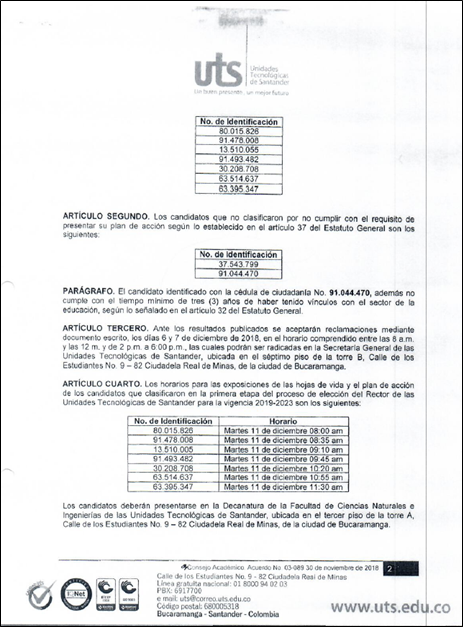 uts
Unidades
Tecnológicas
de Santander
Un buen presente, un mejor futuro
No. de Identificación
80.015.826
91.478.008
13.510.055
91.493.482
30.208.708
63.514.637
63.395.347
ARTÍCULO SEGUNDO. Los candidatos que no clasificaron por no cumplir con el requisito de
presentar su plan de acción según lo establecido en el artículo 37 del Estatuto General son los
siguientes:
No. de Identificación
37.543.799
91.044.470
PARÁGRAFO. El candidato identificado con la cédula de ciudadanía No. 91.044.470, además no
cumple con el tiempo mínimo de tres (3) años de haber tenido vínculos con el sector de la
educación, según lo señalado en el artículo 32 del Estatuto General.
ARTÍCULO TERCERO. Ante los resultados publicados se aceptarán reclamaciones mediante
documento escrito, los días 6 y 7 de diciembre de 2018, en el horario comprendido entre las 8 a.m.
y las 12 m. y de 2 p.m. a 6:00 p.m., las cuales podrán ser radicadas en la Secretaría General de las
Unidades Tecnológicas de Santander, ubicada en el séptimo piso de la torre B, Calle de los
Estudiantes No. 9 – 82 Ciudadela Real de Minas, de la ciudad de Bucaramanga.
ARTÍCULO CUARTO. Los horarios para las exposiciones de las hojas de vida y el plan de acción
de los candidatos que clasificaron en la primera etapa del proceso de elección del Rector de las
Unidades Tecnológicas de Santander para la vigencia 2019-2023 son los siguientes:
No. de Identificación Horario
80.015.826 Martes 11 de diciembre 08:00 am
91.478.008 Martes 11 de diciembre 08:35 am
13.510.005 Martes 11 de diciembre 09:10 am
91.493.482 Martes 11 de diciembre 09:45 am
30.208.708 Martes 11 de diciembre 10:20 am
63.514.637 Martes 11 de diciembre 10:55 am
63.395.347 Martes 11 de diciembre 11:30 am
Los candidatos deberán presentarse en la Decanatura de la Facultad de Ciencias Naturales e
Ingenierías de las Unidades Tecnológicas de Santander, ubicada en el tercer piso de la torre A,
Calle de los Estudiantes No. 9 – 82 Ciudadela Real de Minas, de la ciudad de Bucaramanga.
Consejo Académico. Acuerdo No. 03-089 30 de noviembre de 2018 2
Calle de los Estudiantes No. 9 - 82 Ciudadela Real de Minas
Línea gratuita nacional: 01 8000 94 02 03
PBX: 6917700
e mail: uts@correo.uts.edu.co
Código postal: 680005318
Bucaramanga - Santander - Colombia
IQNet
www.uts.edu.co